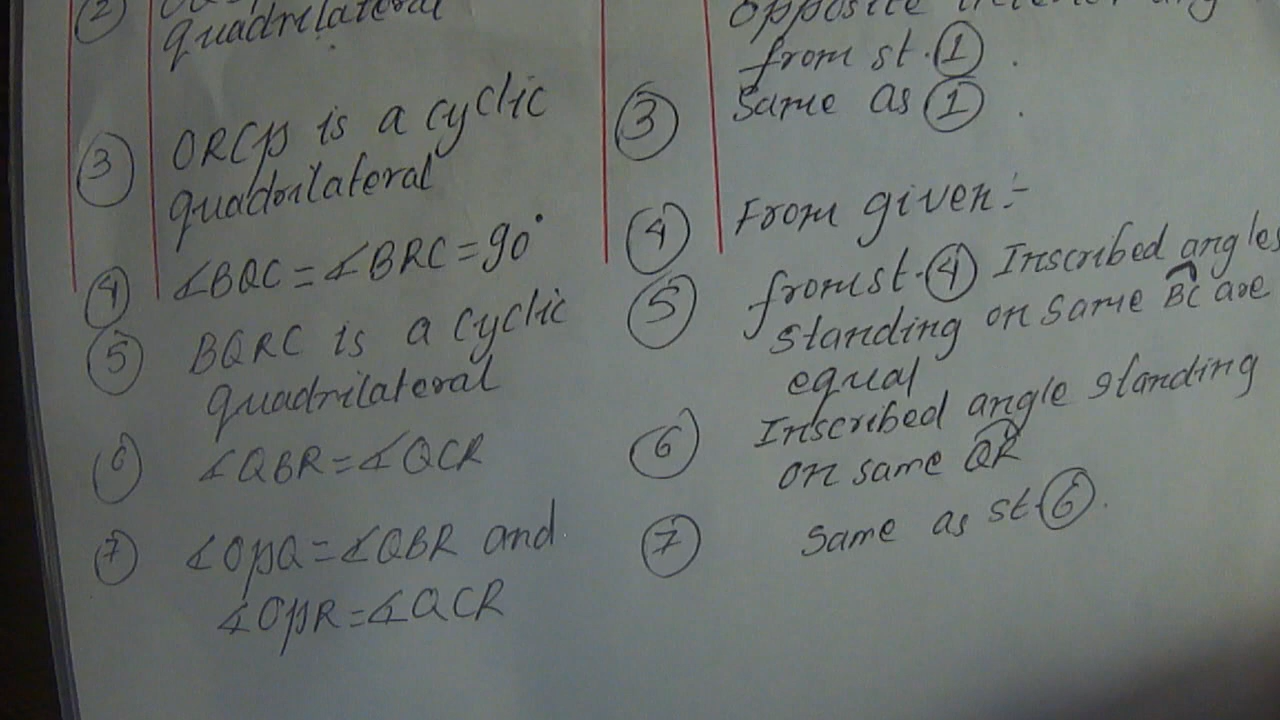 ②
quadrilateral
③ ORCP is a cyclic
quadrilateral
④ ∠BQC = ∠BRC = 90°
⑤ BQRC is a cyclic
quadrilateral
⑥ ∠QBR = ∠QCR
⑦ ∠OPQ = ∠QBR and
∠OPR = ∠QCR
opposite
from st. ① .
③ Same as ① .
④ From given :-
⑤ from st. ④ Inscribed angles
standing on same BC are
equal
⑥ Inscribed angle standing
on same QR
⑦ Same as st. ⑥ .